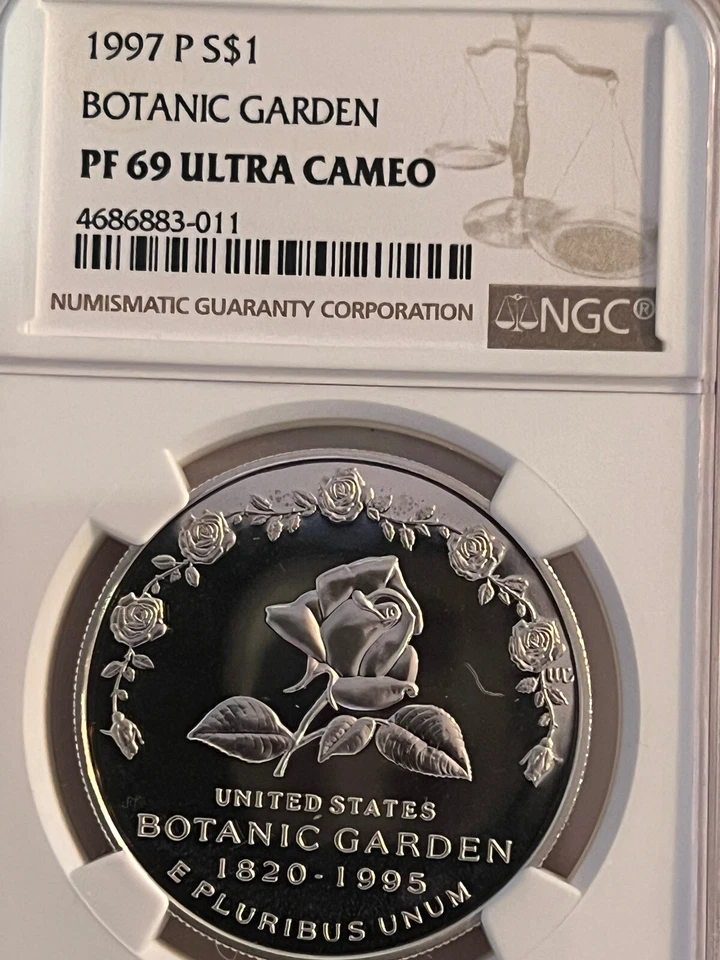 1997 P S$1
BOTANIC GARDEN
PF 69 ULTRA CAMEO
4686883-011
NUMISMATIC GUARANTY CORPORATION
NGC®
UNITED STATES
BOTANIC GARDEN
1820-1995
E PLURIBUS UNUM